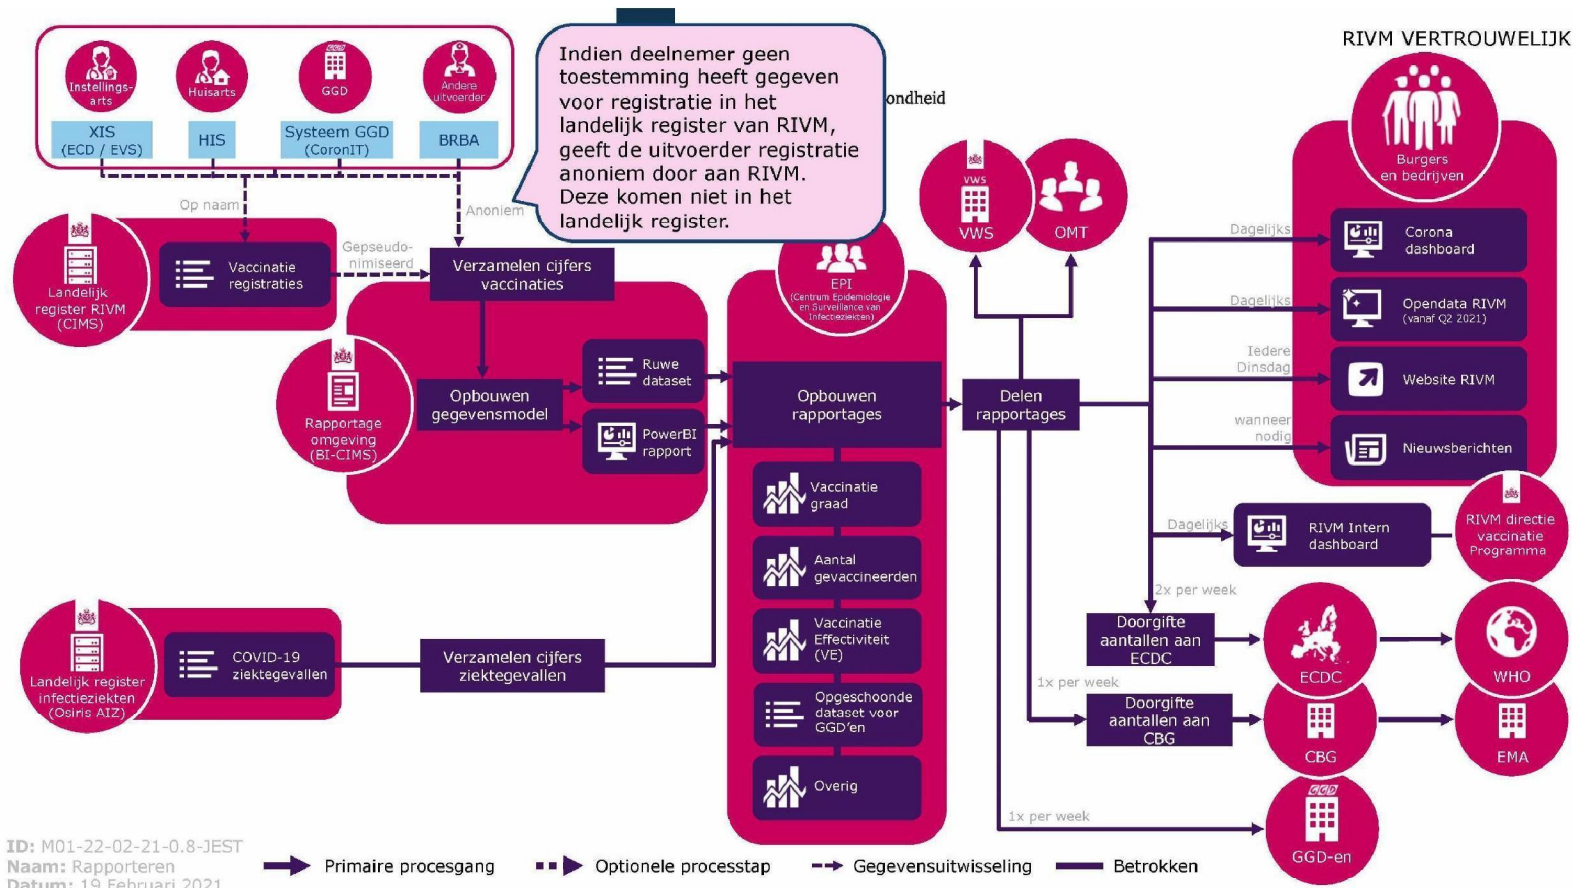 RIVM VERTROUWELIJK
Instellings-
arts
Huisarts
GGD
GGD
Andere
uitvoerder
XIS
(ECD / EVS)
HIS
Systeem GGD
(CoronIT)
BRBA
Indien deelnemer geen
toestemming heeft gegeven
voor registratie in het
landelijk register van RIVM,
geeft de uitvoerder registratie
anoniem door aan RIVM.
Deze komen niet in het
landelijk register.
ondheid
Op naam
Anoniem
Landelijk
register RIVM
(CIMS)
Vaccinatie
registraties
Gepseudo-
nimiseerd
Verzamelen cijfers
vaccinaties
Rapportage
omgeving
(BI-CIMS)
Opbouwen
gegevensmodel
Ruwe
dataset
PowerBI
rapport
EPI
(Centrum Epidemiologie
en Surveillance van
Infectieziekten)
Opbouwen
rapportages
Vaccinatie
graad
Aantal
gevaccineerden
Vaccinatie
Effectiviteit
(VE)
Opgeschoonde
dataset voor
GGD'en
Overig
Landelijk register
infectieziekten
(Osiris AIZ)
COVID-19
ziektegevallen
Verzamelen cijfers
ziektegevallen
vws
VWS
OMT
Delen
rapportages
Burgers
en bedrijven
Dagelijks
Corona
dashboard
Dagelijks
Opendata RIVM
(vanaf Q2 2021)
Iedere
Dinsdag
Website RIVM
wanneer
nodig
Nieuwsberichten
Dagelijks
RIVM Intern
dashboard
RIVM directie
vaccinatie
Programma
2x per week
Doorgifte
aantallen aan
ECDC
ECDC
WHO
1x per week
Doorgifte
aantallen aan
CBG
CBG
EMA
1x per week
GGD
GGD-en
ID: M01-22-02-21-0.8-JEST
Naam: Rapporteren
Datum: 19 Februari 2021
Primaire procesgang
Optionele processtap
Gegevensuitwisseling
Betrokken